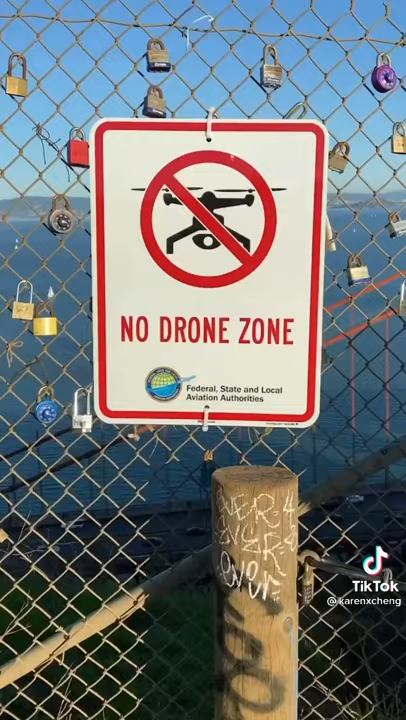 NO DRONE ZONE
Federal, State and Local
Aviation Authorities
TikTok
@karenxcheng